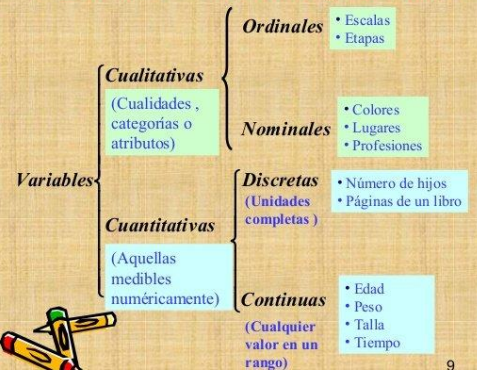 Variables
Cualitativas
(Cualidades ,
categorías o
atributos)
Ordinales
• Escalas
• Etapas
Nominales
• Colores
• Lugares
• Profesiones
Cuantitativas
(Aquellas
medibles
numéricamente)
Discretas
(Unidades
completas )
• Número de hijos
• Páginas de un libro
Continuas
(Cualquier
valor en un
rango)
• Edad
• Peso
• Talla
• Tiempo
9